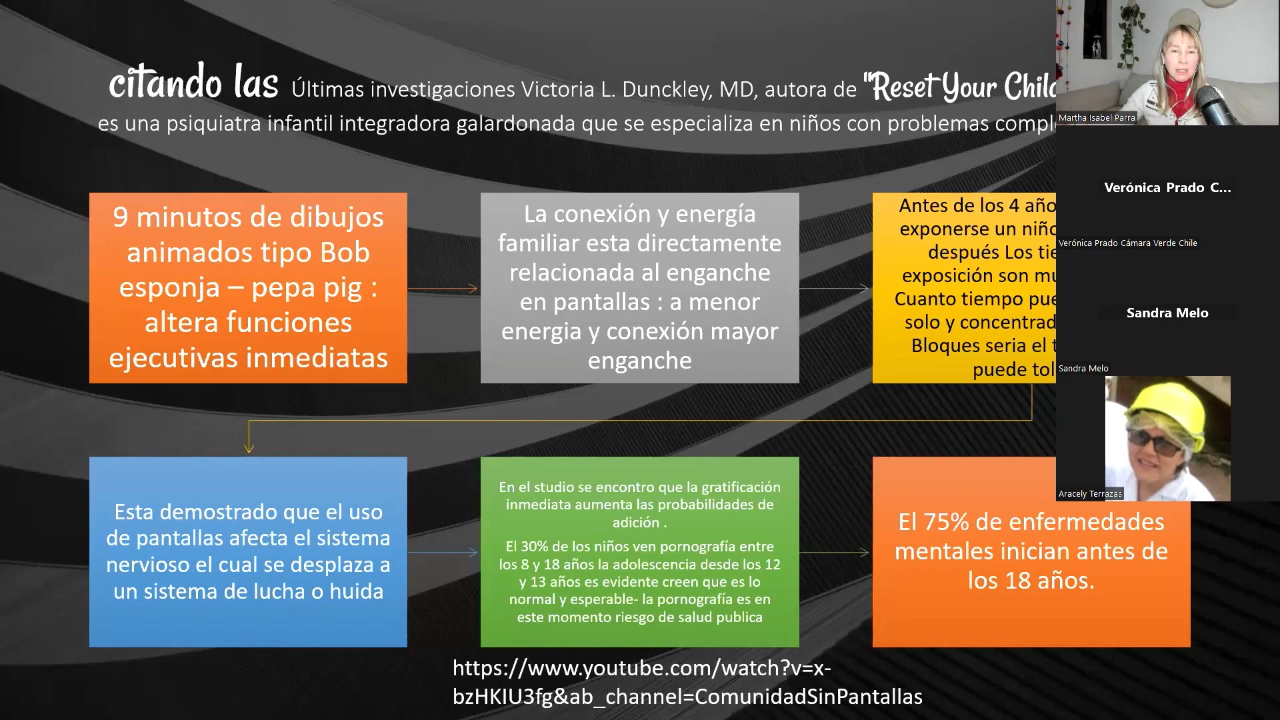 citando las Últimas investigaciones Victoria L. Dunckley, MD, autora de "Reset Your
es una psiquiatra infantil integradora galardonada que se especializa en niños con problemas
9 minutos de dibujos
animados tipo Bob
esponja – pepa pig :
altera funciones
ejecutivas inmediatas
La conexión y energía
familiar esta directamente
relacionada al enganche
en pantallas : a menor
energia y conexión mayor
enganche
Antes de los 4
exponerse un
después Los
exposición son
Cuanto tiempo
solo y
Bloques seria el
puede
Esta demostrado que el uso
de pantallas afecta el sistema
nervioso el cual se desplaza a
un sistema de lucha o huida
En el studio se encontro que la gratificación
inmediata aumenta las probabilidades de
adición .
El 30% de los niños ven pornografía entre
los 8 y 18 años la adolescencia desde los 12
y 13 años es evidente creen que es lo
normal y esperable- la pornografía es en
este momento riesgo de salud publica
El 75% de enfermedades
mentales inician antes de
los 18 años.
https://www.youtube.com/watch?v=x-
bzHKIU3fg&ab_channel=ComunidadSinPantallas
Martha Isabel Parra
Verónica Prado C...
Verónica Prado Cámara Verde Chile
Sandra Melo
Sandra Melo
Aracely Terrazas